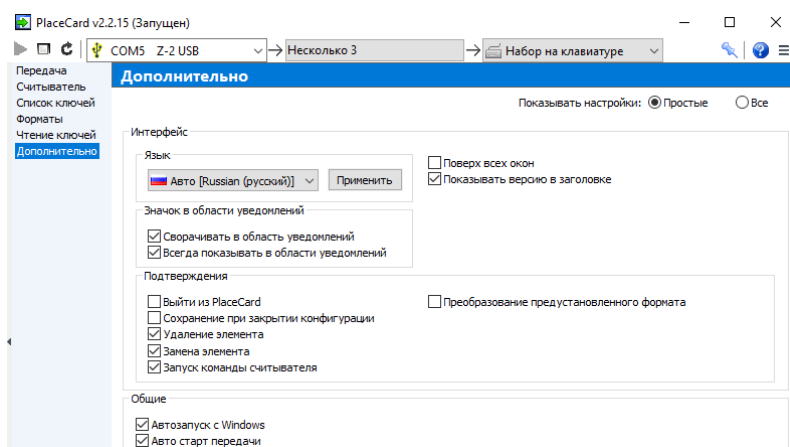 PlaceCard v2.2.15 (Запущен)
COM5 Z-2 USB
Несколько 3
Набор на клавиатуре
Передача
Считыватель
Список ключей
Форматы
Чтение ключей
Дополнительно
Дополнительно
Показывать настройки: Простые Все
Интерфейс
Язык
Авто [Russian (русский)]
Применить
Поверх всех окон
Показывать версию в заголовке
Значок в области уведомлений
Сворачивать в область уведомлений
Всегда показывать в области уведомлений
Подтверждения
Выйти из PlaceCard
Преобразование предустановленного формата
Сохранение при закрытии конфигурации
Удаление элемента
Замена элемента
Запуск команды считывателя
Общие
Автозапуск с Windows
Авто старт передачи